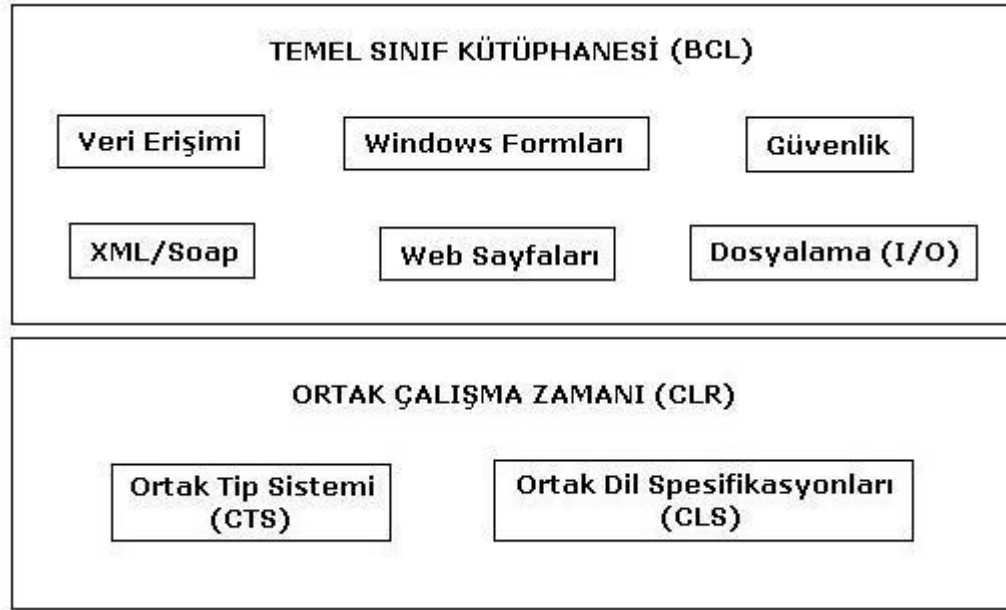 TEMEL SINIF KÜTÜPHANESİ (BCL)
Veri Erişimi
Windows Formları
Güvenlik
XML/Soap
Web Sayfaları
Dosyalama (I/O)
ORTAK ÇALIŞMA ZAMANI (CLR)
Ortak Tip Sistemi
(CTS)
Ortak Dil Spesifikasyonları
(CLS)